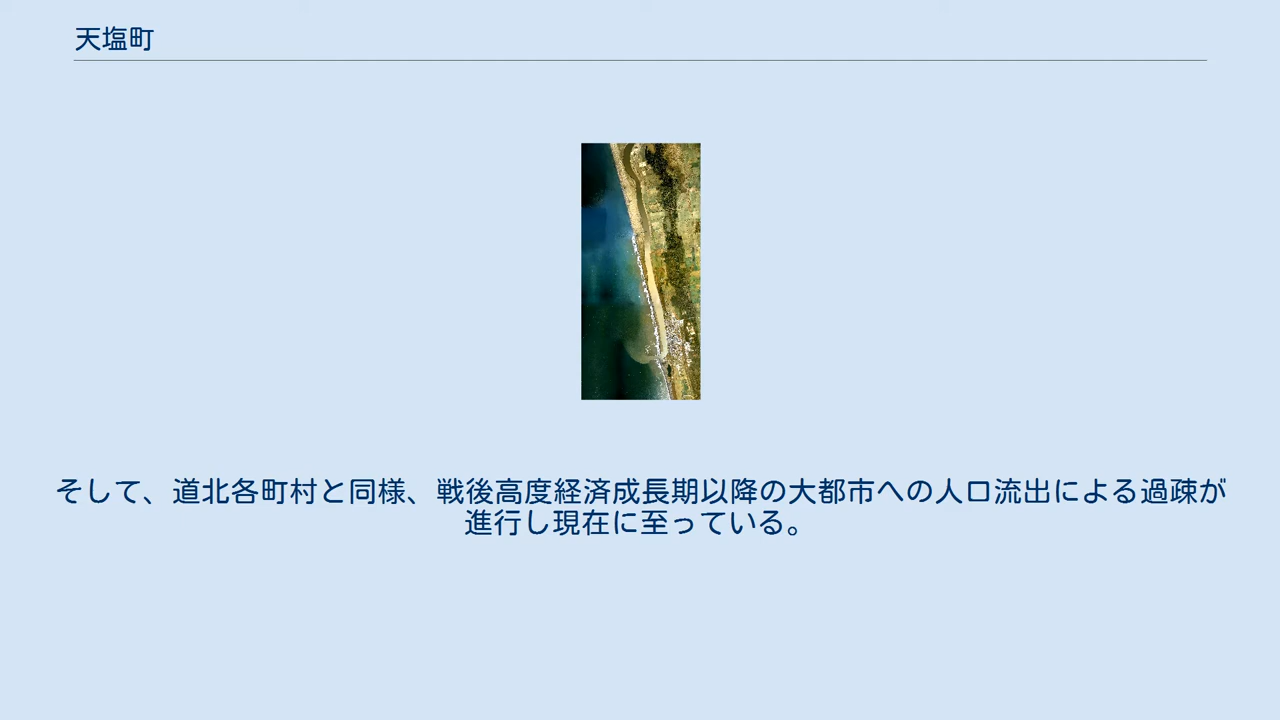 天塩町
そして、道北各町村と同様、戦後高度経済成長期以降の大都市への人口流出による過疎が
進行し現在に至っている。